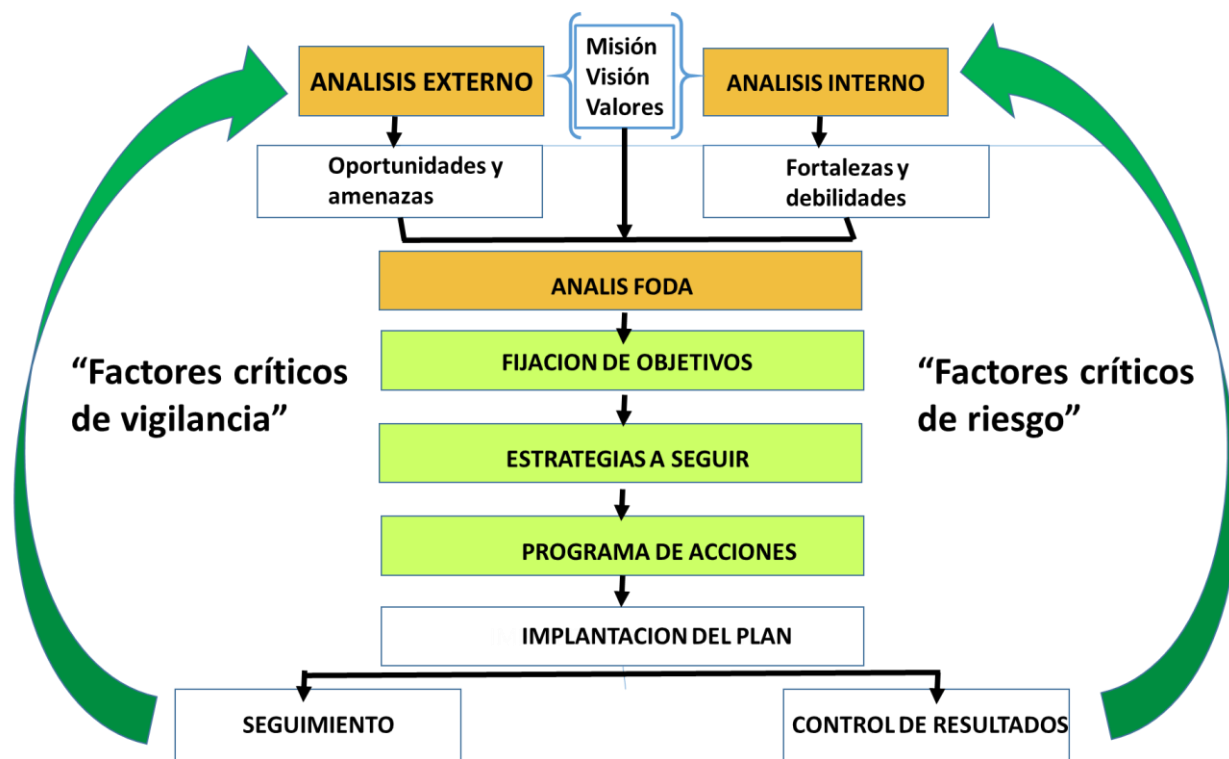 Misión
Visión
Valores
ANALISIS EXTERNO
ANALISIS INTERNO
Oportunidades y
amenazas
Fortalezas y
debilidades
ANALIS FODA
FIJACION DE OBJETIVOS
“Factores críticos
de vigilancia”
“Factores críticos
de riesgo”
ESTRATEGIAS A SEGUIR
PROGRAMA DE ACCIONES
IMPLANTACION DEL PLAN
SEGUIMIENTO
CONTROL DE RESULTADOS